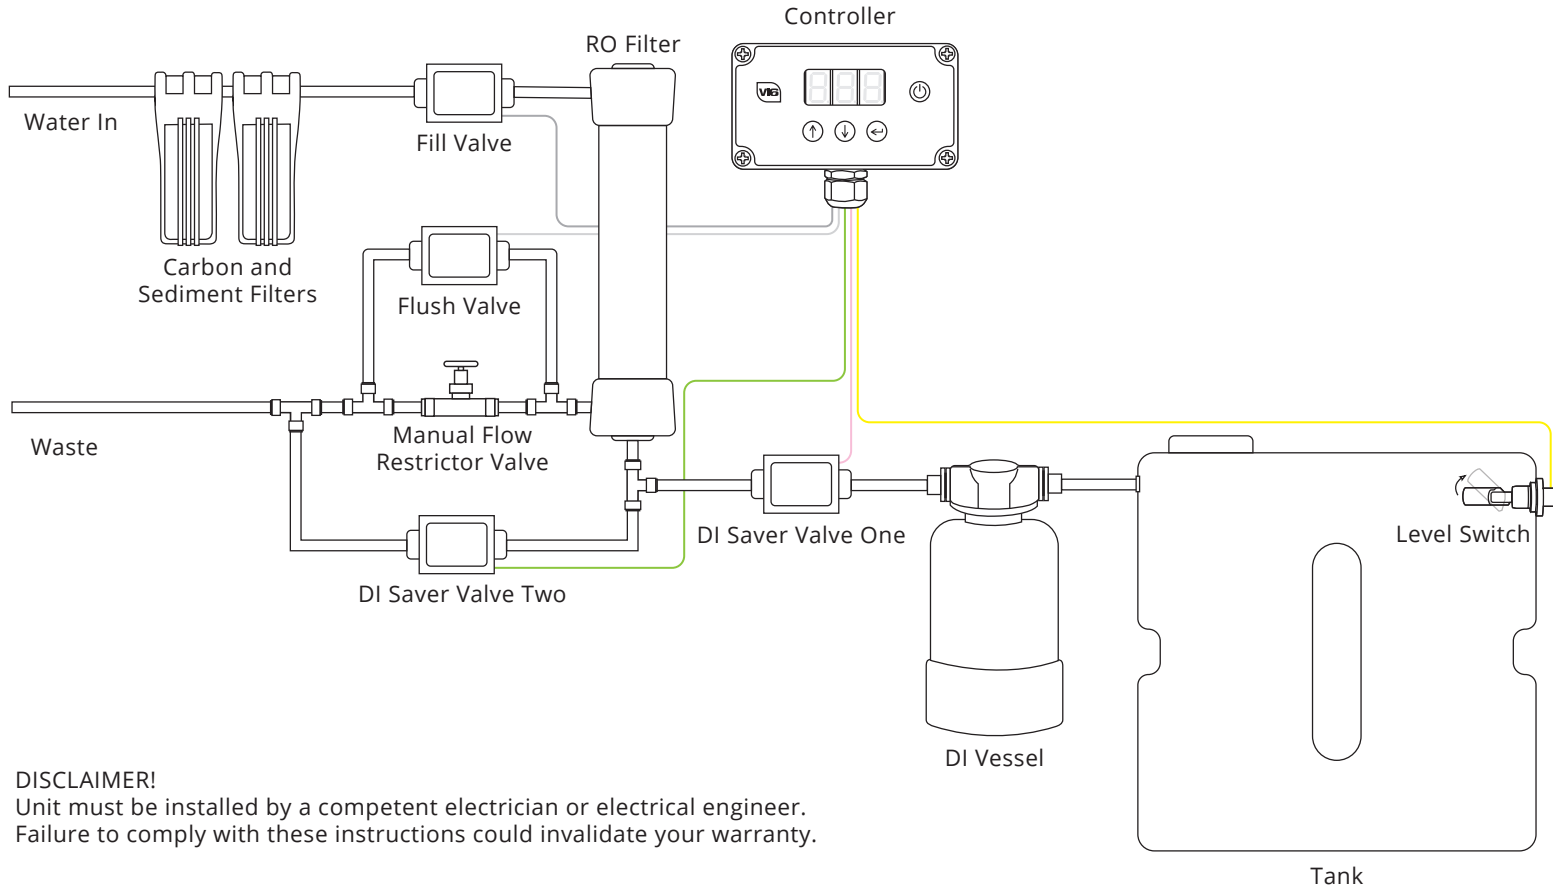 Controller
RO Filter
V16
Water In
Fill Valve
Carbon and
Sediment Filters
Flush Valve
Waste
Manual Flow
Restrictor Valve
DI Saver Valve One
Level Switch
DI Saver Valve Two
DI Vessel
DISCLAIMER!
Unit must be installed by a competent electrician or electrical engineer.
Failure to comply with these instructions could invalidate your warranty.
Tank